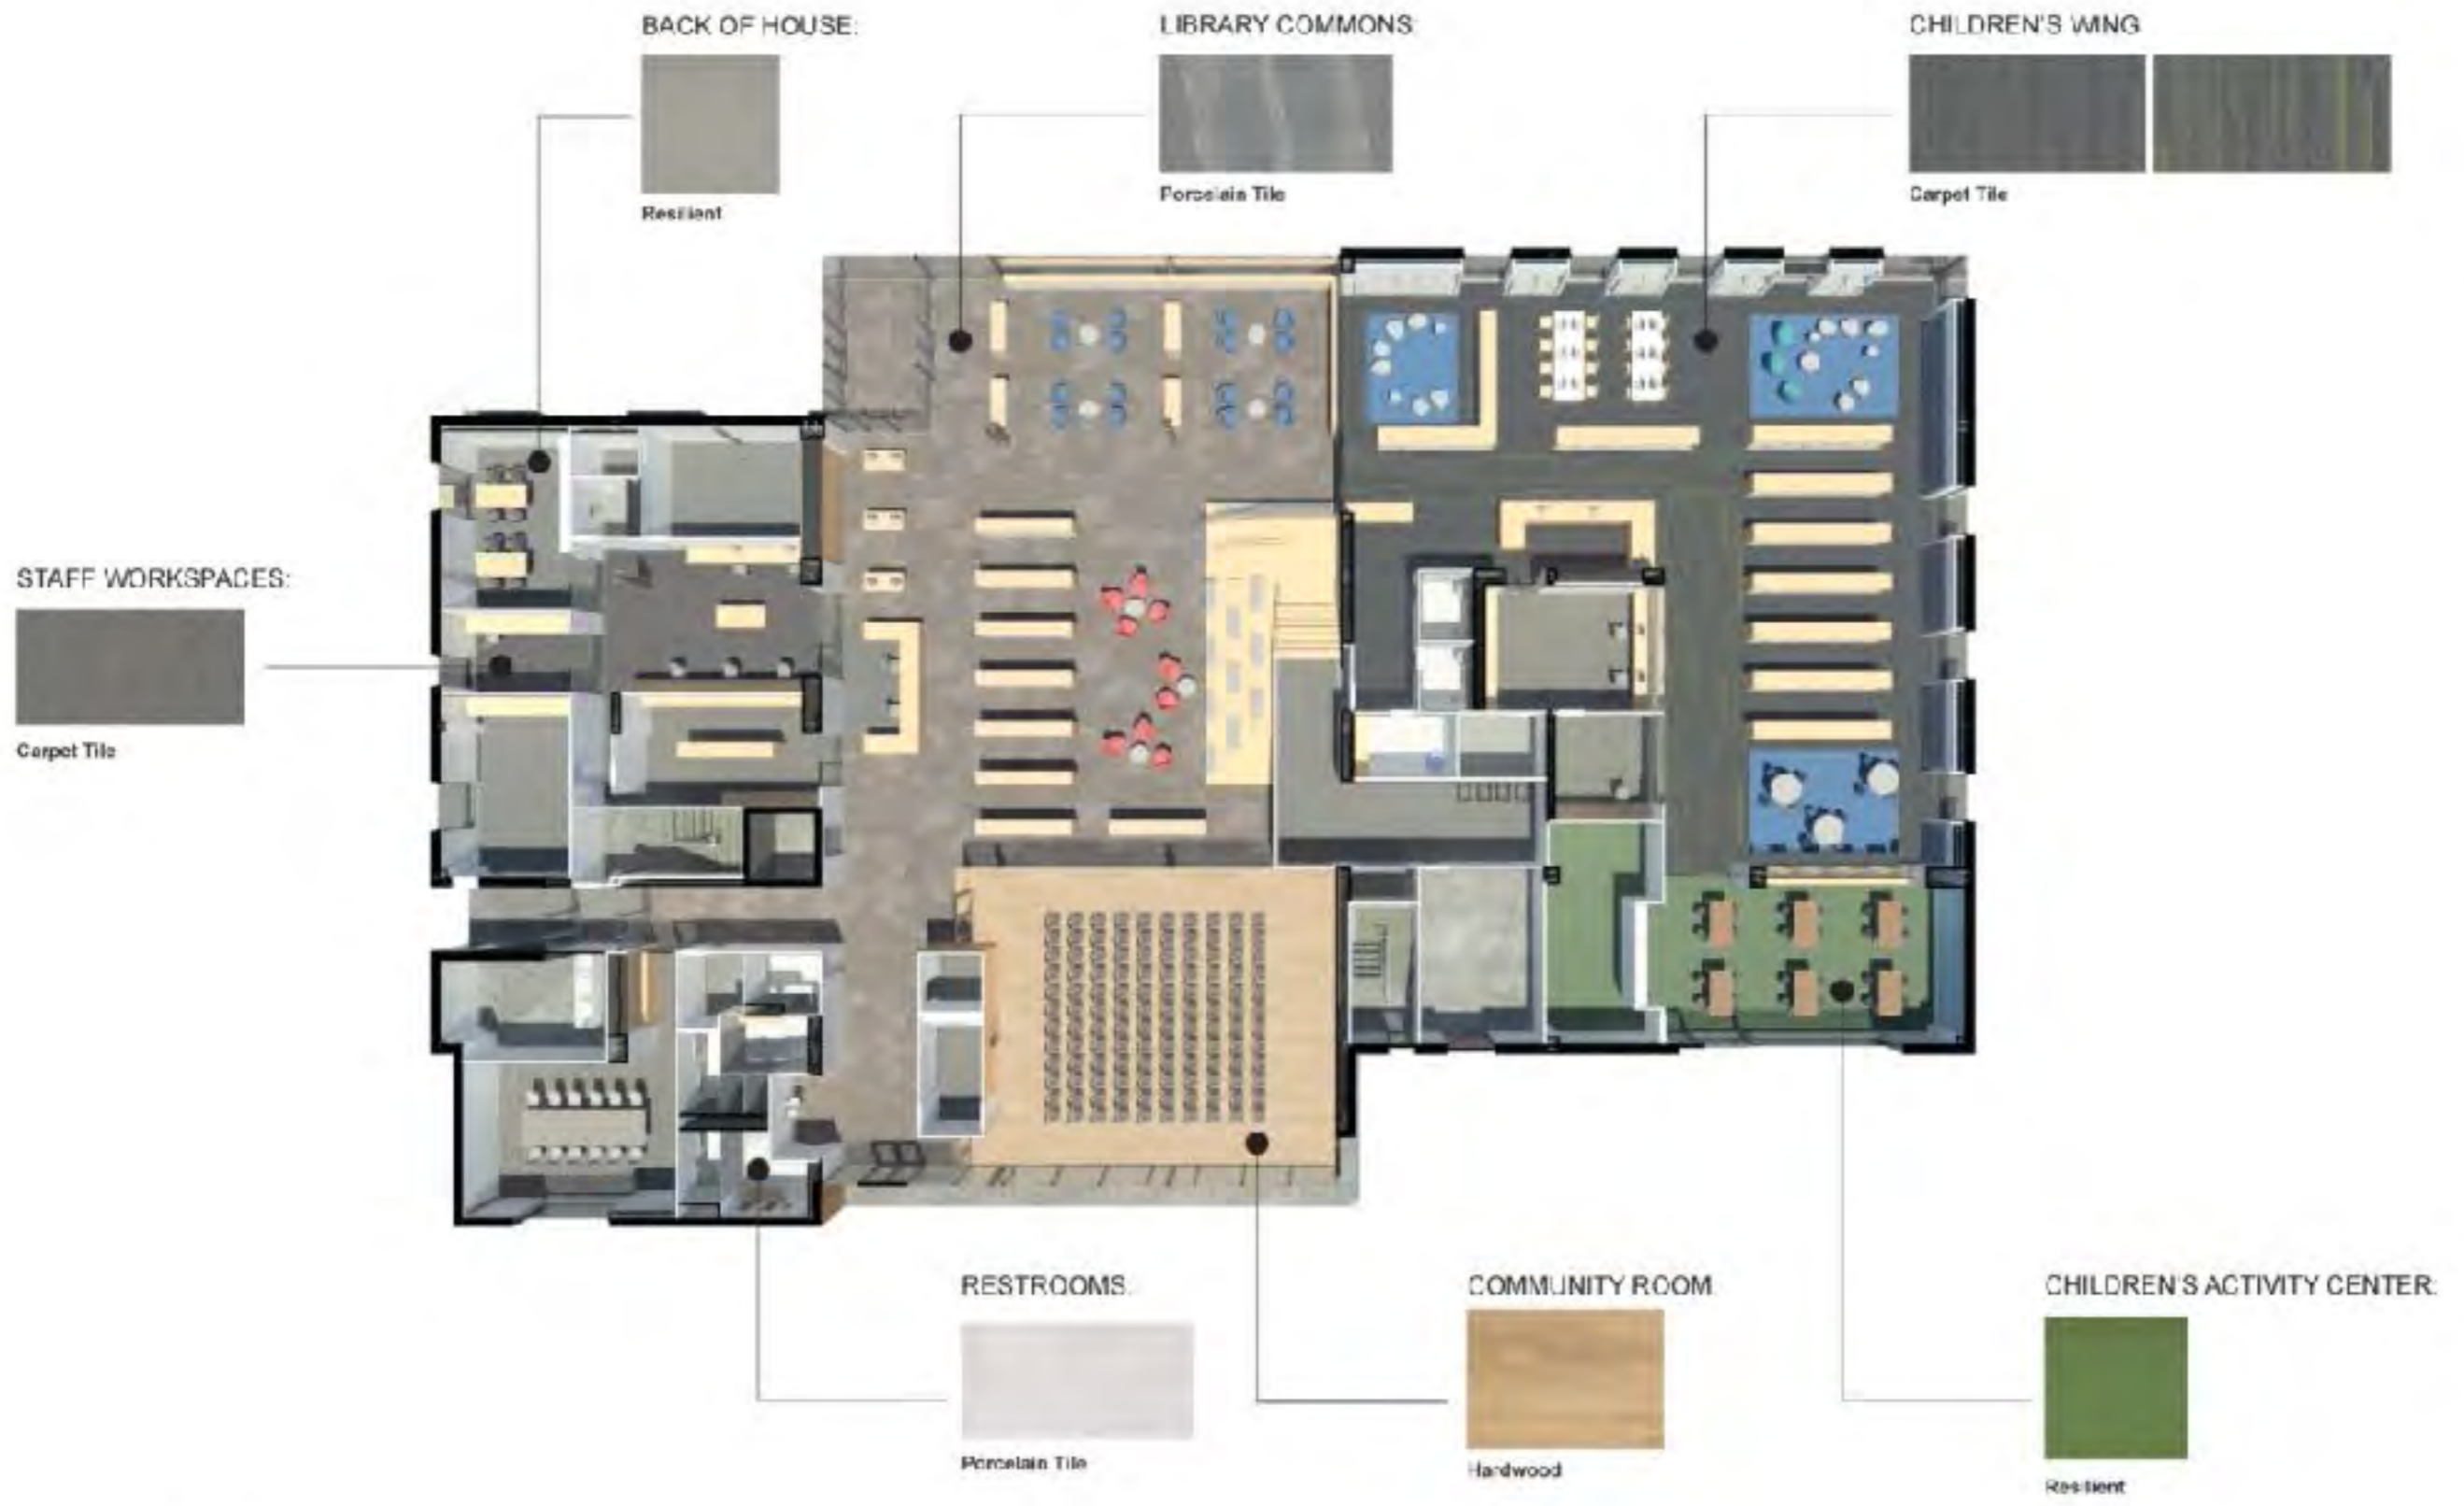 BACK OF HOUSE:
Resilient
LIBRARY COMMONS:
Porcelain Tile
CHILDREN'S WING
Carpet Tile
STAFF WORKSPACES:
Carpet Tile
RESTROOMS:
Porcelain Tile
COMMUNITY ROOM
Hardwood
CHILDREN'S ACTIVITY CENTER:
Resilient